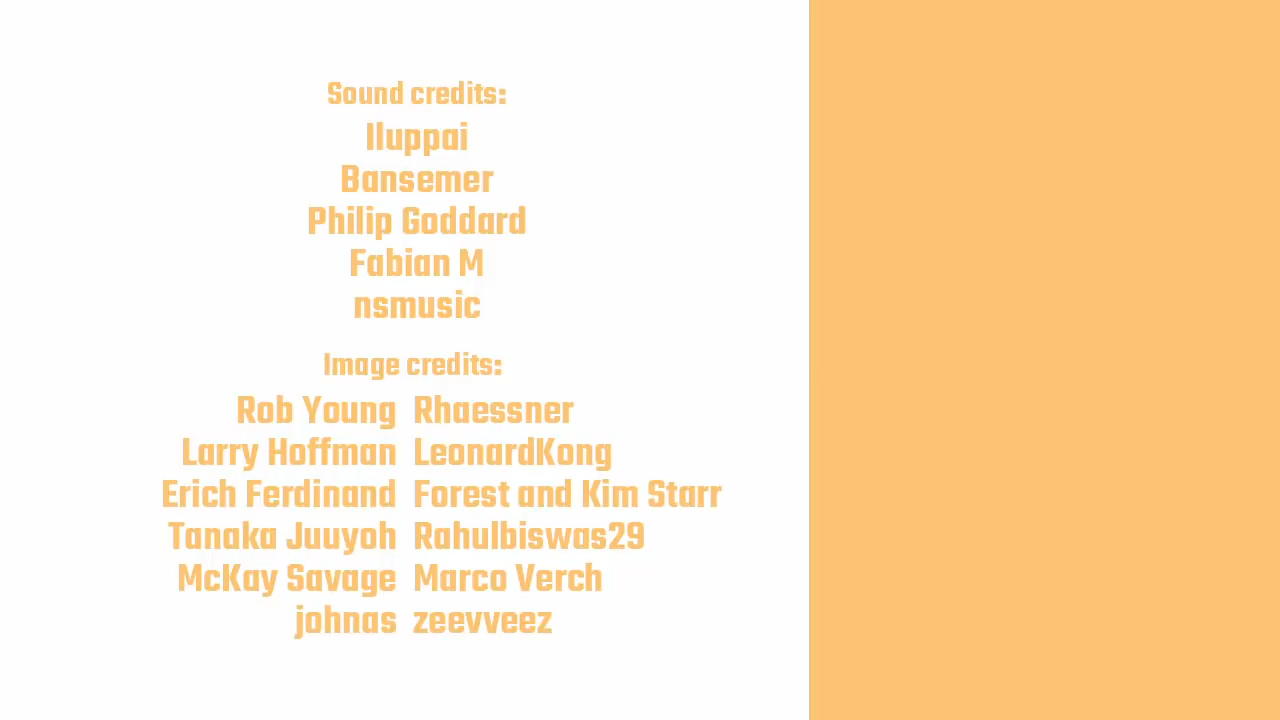 Sound credits:
Iluppai
Bansemer
Philip Goddard
Fabian M
nsmusic
Image credits:
Rob Young Rhaessner
Larry Hoffman LeonardKong
Erich Ferdinand Forest and Kim Starr
Tanaka Juuyoh Rahulbiswas29
McKay Savage Marco Verch
johnas zeevveez